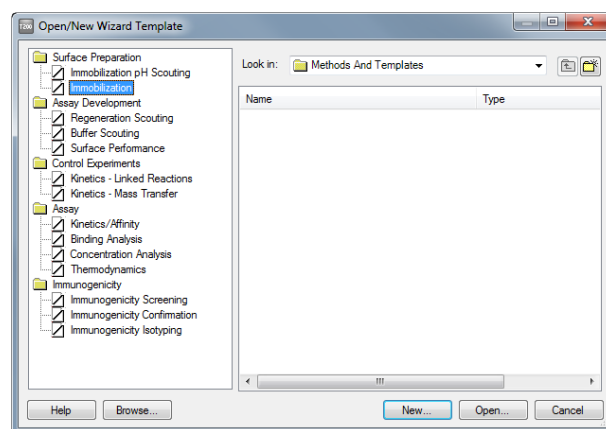 T200 Open/New Wizard Template
Surface Preparation
Immobilization pH Scouting
Immobilization
Assay Development
Regeneration Scouting
Buffer Scouting
Surface Performance
Control Experiments
Kinetics - Linked Reactions
Kinetics - Mass Transfer
Assay
Kinetics/Affinity
Binding Analysis
Concentration Analysis
Thermodynamics
Immunogenicity
Immunogenicity Screening
Immunogenicity Confirmation
Immunogenicity Isotyping
Look in: Methods And Templates
Name Type
Help Browse... New... Open... Cancel